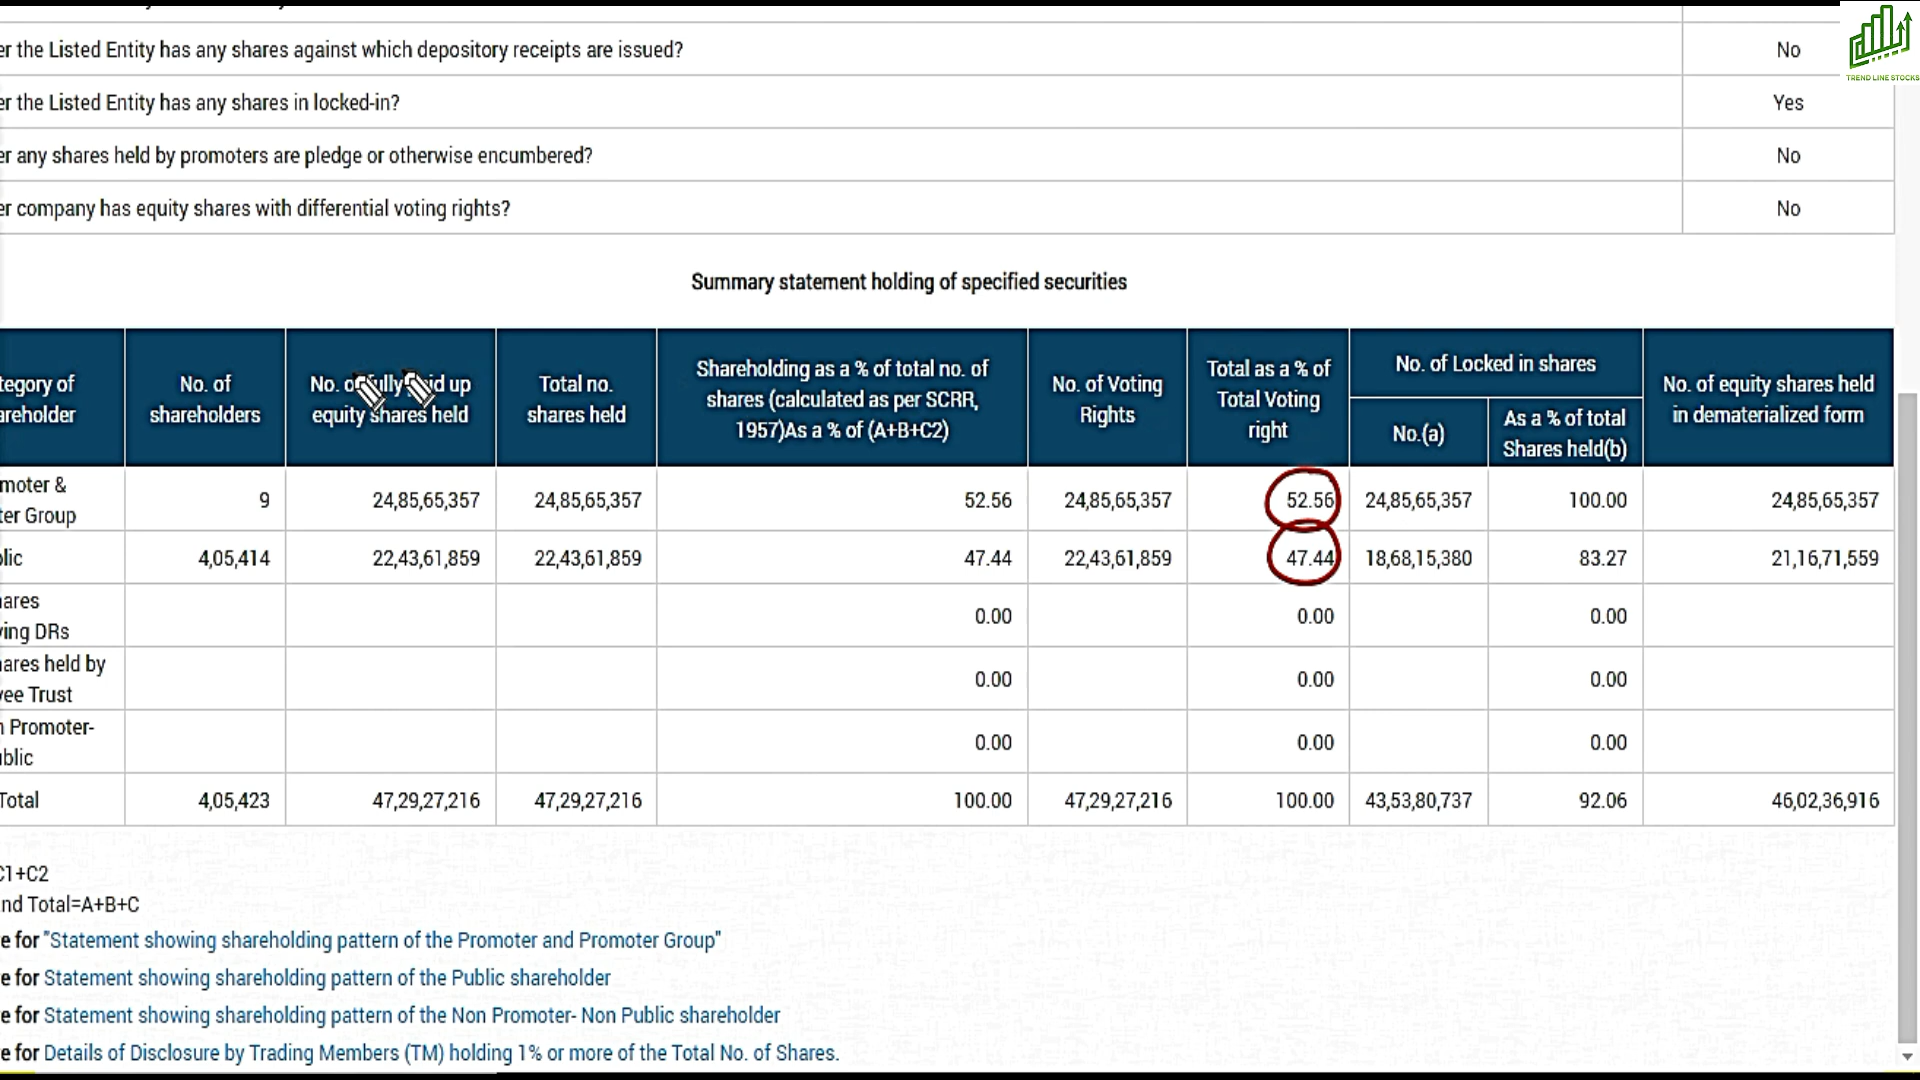 er the Listed Entity has any shares against which depository receipts are issued? No
TREND LINE STOCKS
er the Listed Entity has any shares in locked-in? Yes
er any shares held by promoters are pledge or otherwise encumbered? No
er company has equity shares with differential voting rights? No
Summary statement holding of specified securities
tegory of
areholder
No. of
shareholders
No. of fully paid up
equity shares held
Total no.
shares held
Shareholding as a % of total no. of
shares (calculated as per SCRR,
1957)As a % of (A+B+C2)
No. of Voting
Rights
Total as a % of
Total Voting
right
No. of Locked in shares
No.(a)
As a % of total
Shares held(b)
No. of equity shares held
in dematerialized form
moter &
ter Group
9 24,85,65,357 24,85,65,357 52.56 24,85,65,357 52.56 24,85,65,357 100.00 24,85,65,357
lic 4,05,414 22,43,61,859 22,43,61,859 47.44 22,43,61,859 47.44 18,68,15,380 83.27 21,16,71,559
ares
ying DRs
0.00 0.00 0.00
ares held by
yee Trust
0.00 0.00 0.00
n Promoter-
ublic
0.00 0.00 0.00
Total 4,05,423 47,29,27,216 47,29,27,216 100.00 47,29,27,216 100.00 43,53,80,737 92.06 46,02,36,916
C1+C2
nd Total=A+B+C
e for "Statement showing shareholding pattern of the Promoter and Promoter Group"
e for Statement showing shareholding pattern of the Public shareholder
e for Statement showing shareholding pattern of the Non Promoter- Non Public shareholder
e for Details of Disclosure by Trading Members (TM) holding 1% or more of the Total No. of Shares.